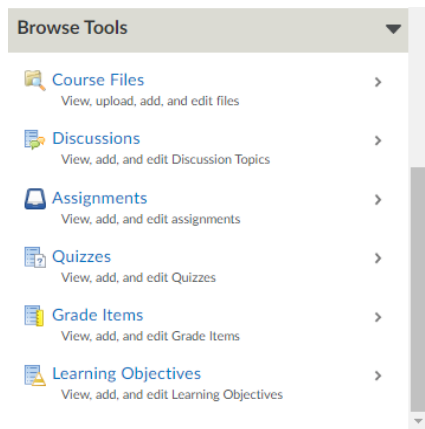 Browse Tools
Course Files
View, upload, add, and edit files
Discussions
View, add, and edit Discussion Topics
Assignments
View, add, and edit assignments
Quizzes
View, add, and edit Quizzes
Grade Items
View, add, and edit Grade Items
Learning Objectives
View, add, and edit Learning Objectives